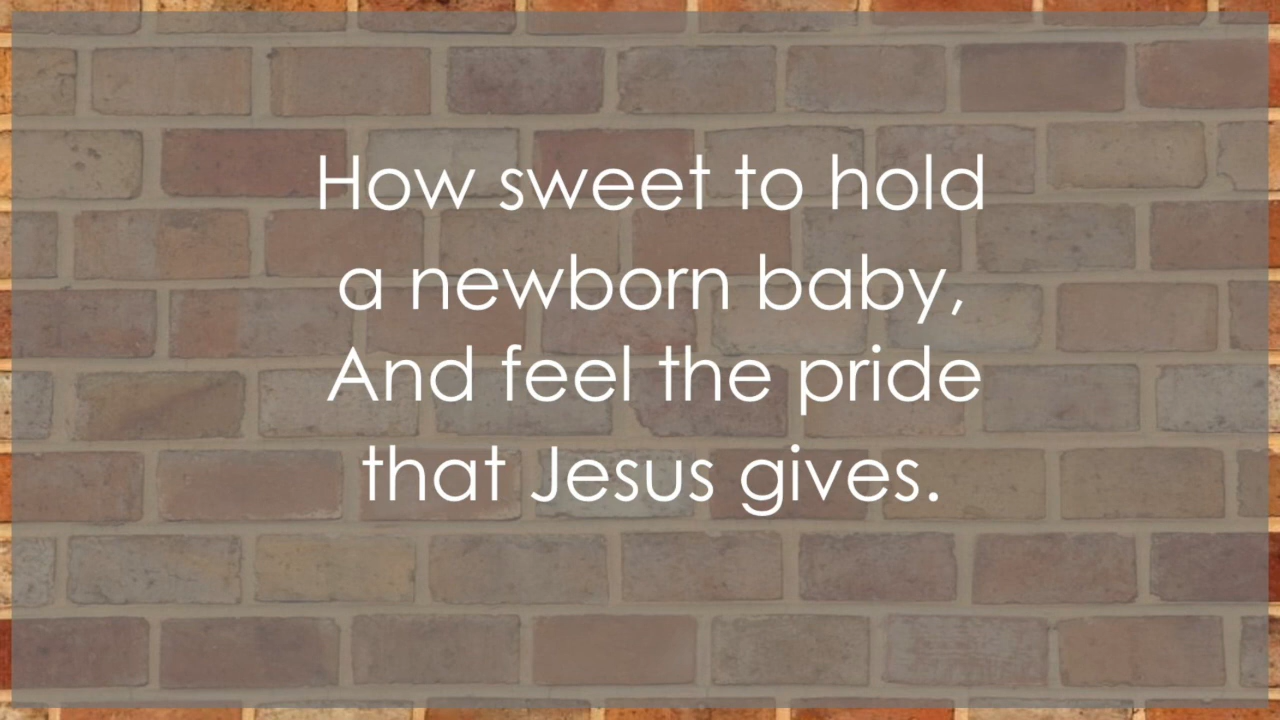 How sweet to hold
a newborn baby,
And feel the pride
that Jesus gives.